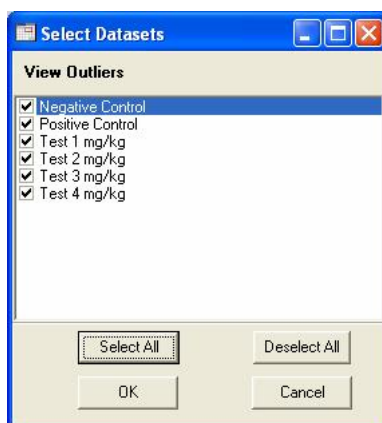 Select Datasets
View Outliers
Negative Control
Positive Control
Test 1 mg/kg
Test 2 mg/kg
Test 3 mg/kg
Test 4 mg/kg
Select All Deselect All
OK Cancel